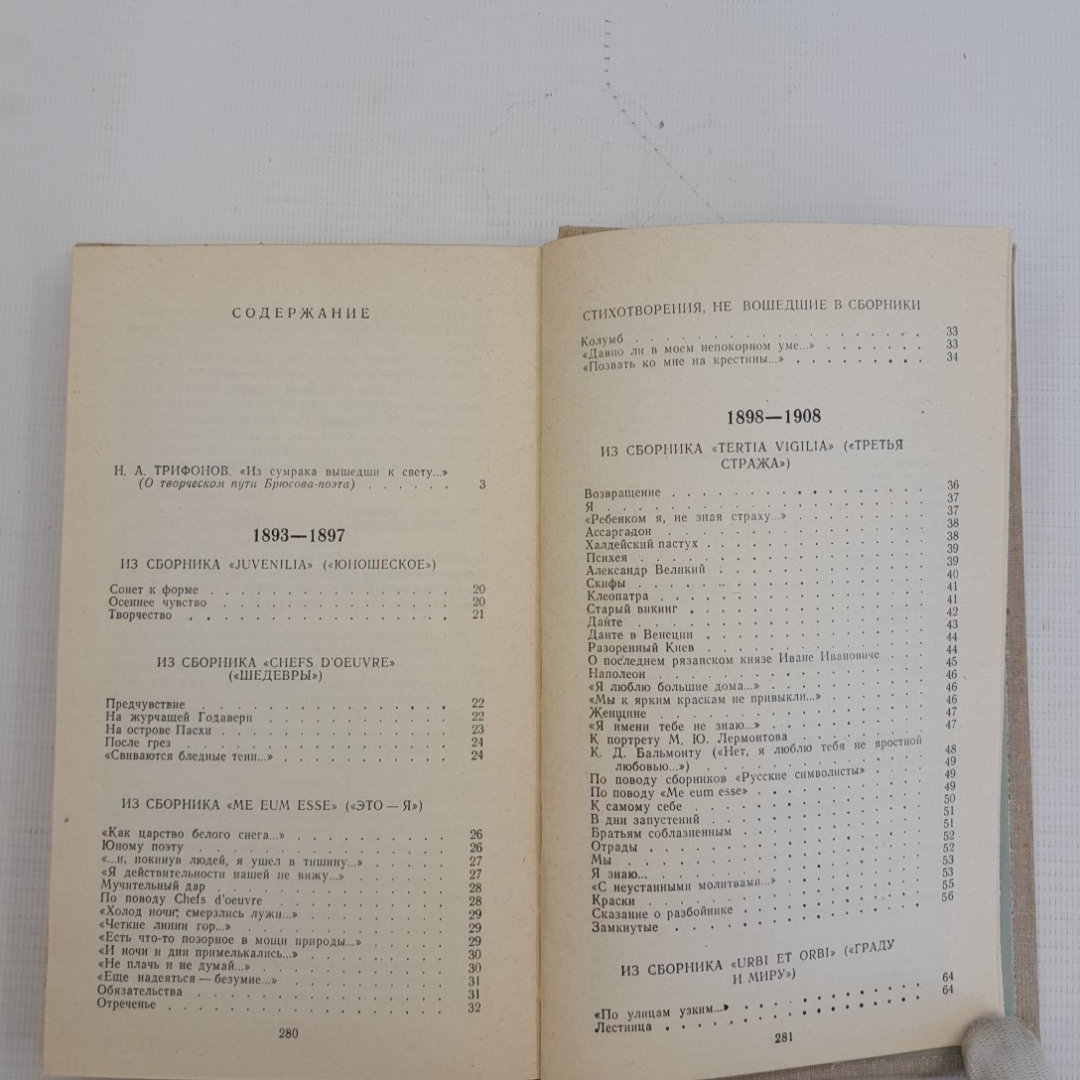 СОДЕРЖАНИЕ
Н. А. ТРИФОНОВ. «Из сумрака вышедши к свету...»
(О творческом пути Брюсова-поэта) . . . . . . 3
1893—1897
ИЗ СБОРНИКА «JUVENILIA» («ЮНОШЕСКОЕ»)
Сонет к форме 20
Осеннее чувство 20
Творчество 21
ИЗ СБОРНИКА «CHEFS D'OEUVRE»
(«ШЕДЕВРЫ»)
Предчувствие 22
На журчащей Годавери 22
На острове Пасхи 23
После грез 24
«Свиваются бледные тени...» 24
ИЗ СБОРНИКА «ME EUM ESSE» («ЭТО — Я»)
«Как царство белого снега...» 26
Юному поэту 26
«...и, покинув людей, я ушел в тишину...» 27
«Я действительности нашей не вижу...» 27
Мучительный дар 28
По поводу Chefs d'oeuvre 28
«Холод ночи; смерзлись лужи...» 29
«Четкие линии гор...» 29
«Есть что-то позорное в мощи природы...» 29
«И ночи и дни примелькались...» 30
«Не плачь и не думай...» 30
«Еще надеяться — безумие...» 31
Обязательства 31
Отреченье 32
280
СТИХОТВОРЕНИЯ, НЕ ВОШЕДШИЕ В СБОРНИКИ
Колумб 33
«Давно ли в моем непокорном уме...» 33
«Позвать ко мне на крестины...» 34
1898—1908
ИЗ СБОРНИКА «TERTIA VIGILIA» («ТРЕТЬЯ
СТРАЖА»)
Возвращение 36
Я 37
«Ребенком я, не зная страху...» 37
Ассаргадон 38
Халдейский пастух 38
Психея 39
Александр Великий 39
Скифы 40
Клеопатра 41
Старый викинг 41
Данте 42
Данте в Венеции 43
Разоренный Киев 44
О последнем рязанском князе Иване Ивановиче 44
Наполеон 45
«Я люблю большие дома...» 46
«Мы к ярким краскам не привыкли...» 46
Женщине 46
«Я имени тебе не знаю...» 47
К портрету М. Ю. Лермонтова 47
К. Д. Бальмонту («Нет, я люблю тебя не яростной
любовью...») 48
По поводу сборников «Русские символисты» 49
По поводу «Me eum esse» 49
К самому себе 49
В дни запустений 50
Братьям соблазненным 51
Отрады 51
Мы 52
Я знаю... 52
«С неустанными молитвами...» 53
Краски 53
Сказание о разбойнике 55
Замкнутые 56
ИЗ СБОРНИКА «URBI ET ORBI» («ГРАДУ
И МИРУ»)
«По улицам узким...» 64
Лестница 64
281